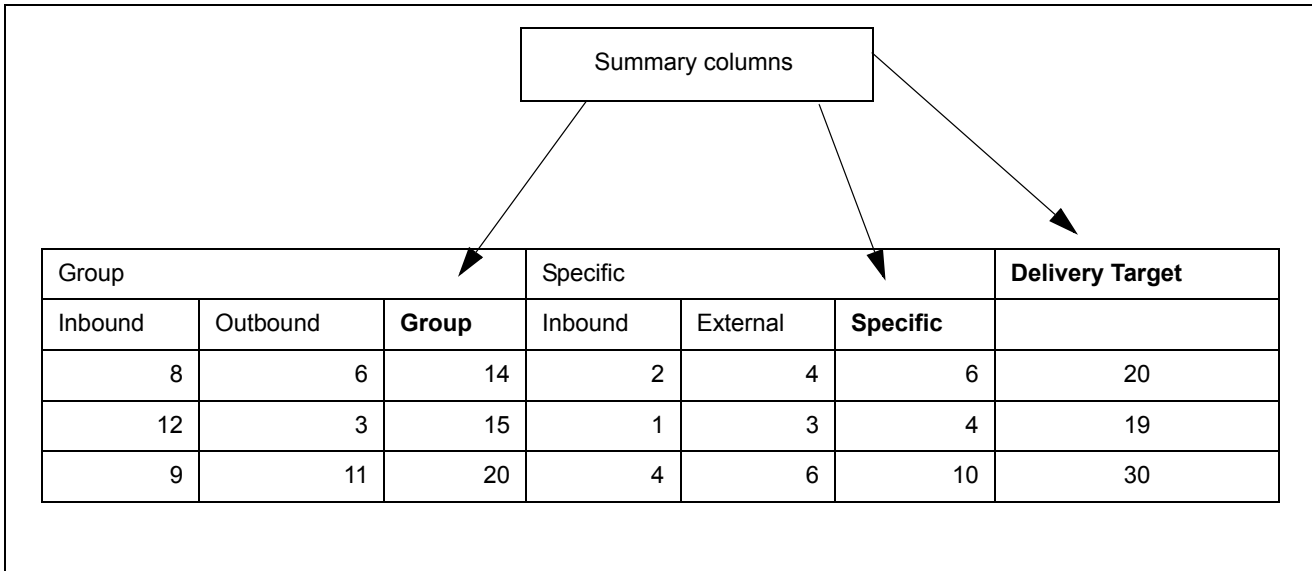 Summary columns
Group Specific Delivery Target
Inbound Outbound Group Inbound External Specific
8 6 14 2 4 6 20
12 3 15 1 3 4 19
9 11 20 4 6 10 30